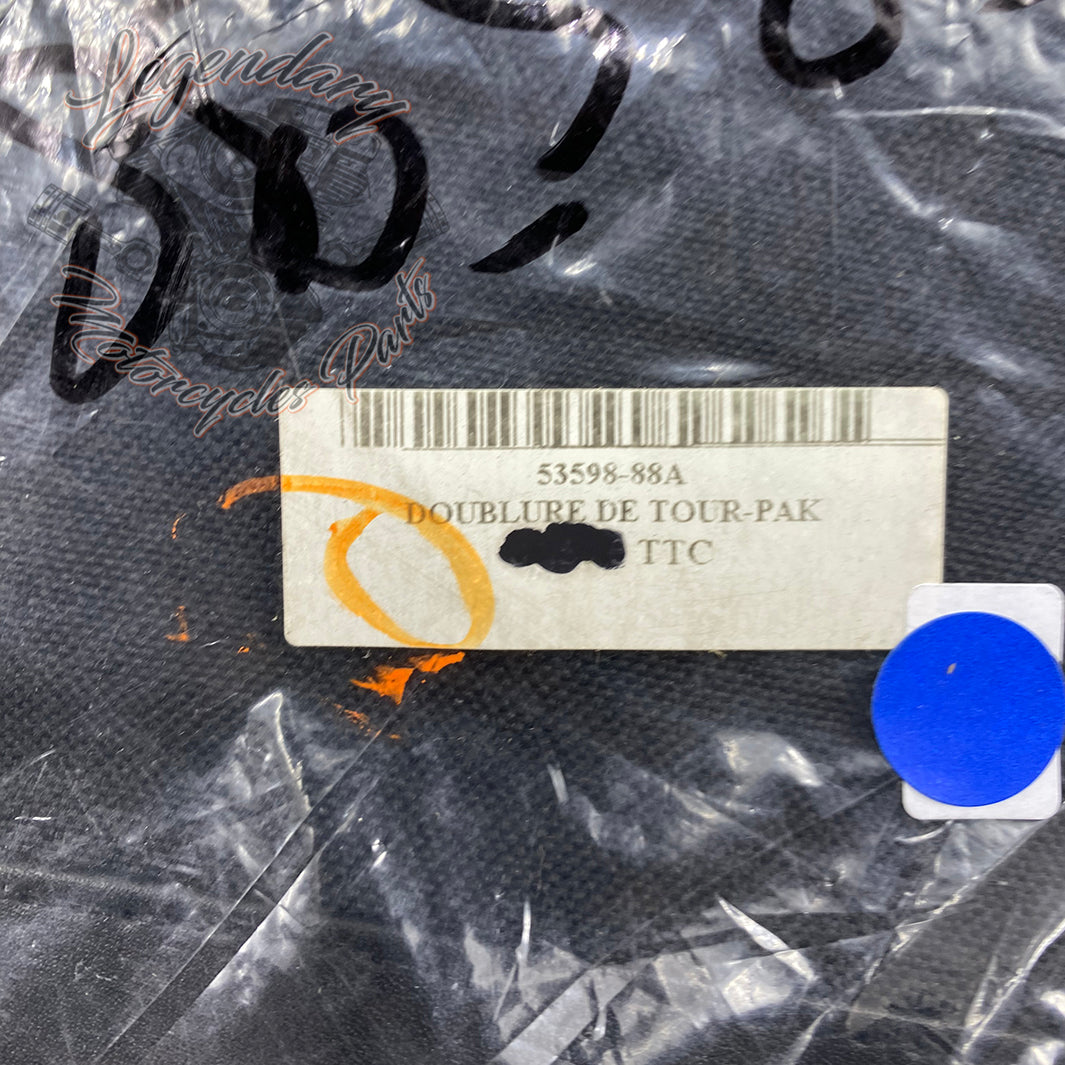 Legendary
Motorcycles Parts
53598-88A
DOUBLURE DE TOUR-PAK
TTC